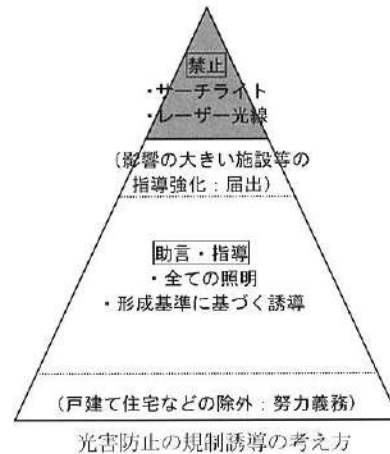 禁止
・サーチライト
・レーザー光線
(影響の大きい施設等の
指導強化：届出)
助言・指導
・全ての照明
・形成基準に基づく誘導
(戸建て住宅などの除外：努力義務)
光害防止の規制誘導の考え方